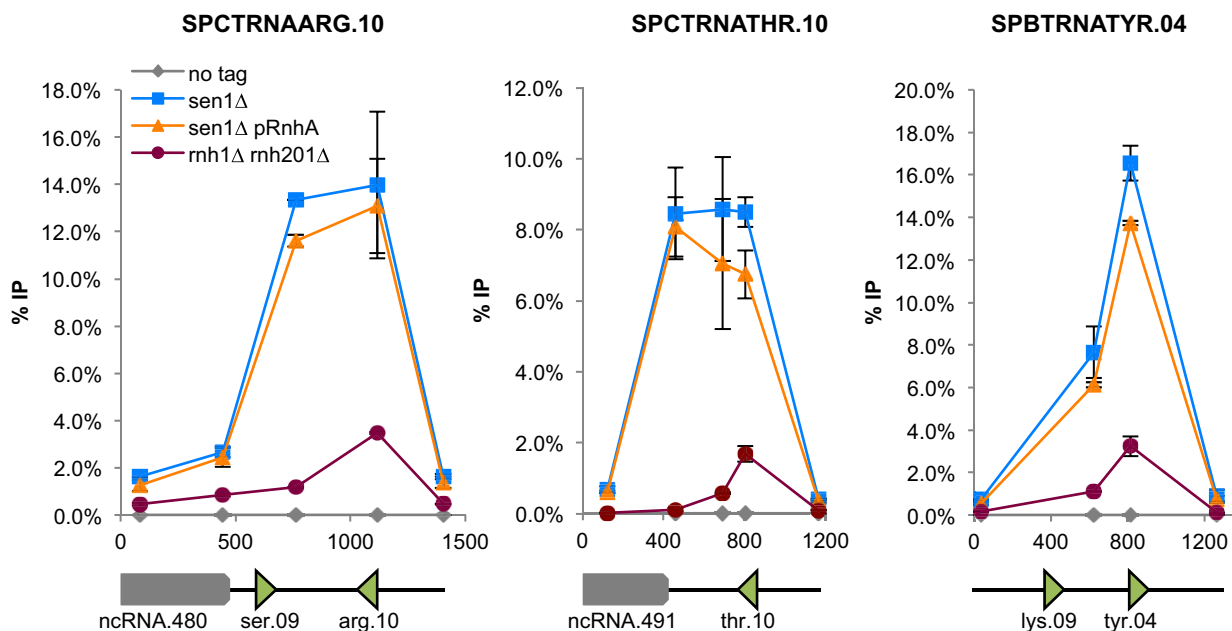 SPCTRNAARG.10
SPCTRNATHR.10
SPBTRNATYR.04
no tag
sen1Δ
sen1Δ pRnhA
rnh1Δ rnh201Δ
% IP
18.0%
16.0%
14.0%
12.0%
10.0%
8.0%
6.0%
4.0%
2.0%
0.0%
0 500 1000 1500
ncRNA.480 ser.09 arg.10
% IP
12.0%
10.0%
8.0%
6.0%
4.0%
2.0%
0.0%
0 400 800 1200
ncRNA.491 thr.10
% IP
20.0%
18.0%
16.0%
14.0%
12.0%
10.0%
8.0%
6.0%
4.0%
2.0%
0.0%
0 400 800 1200
lys.09 tyr.04